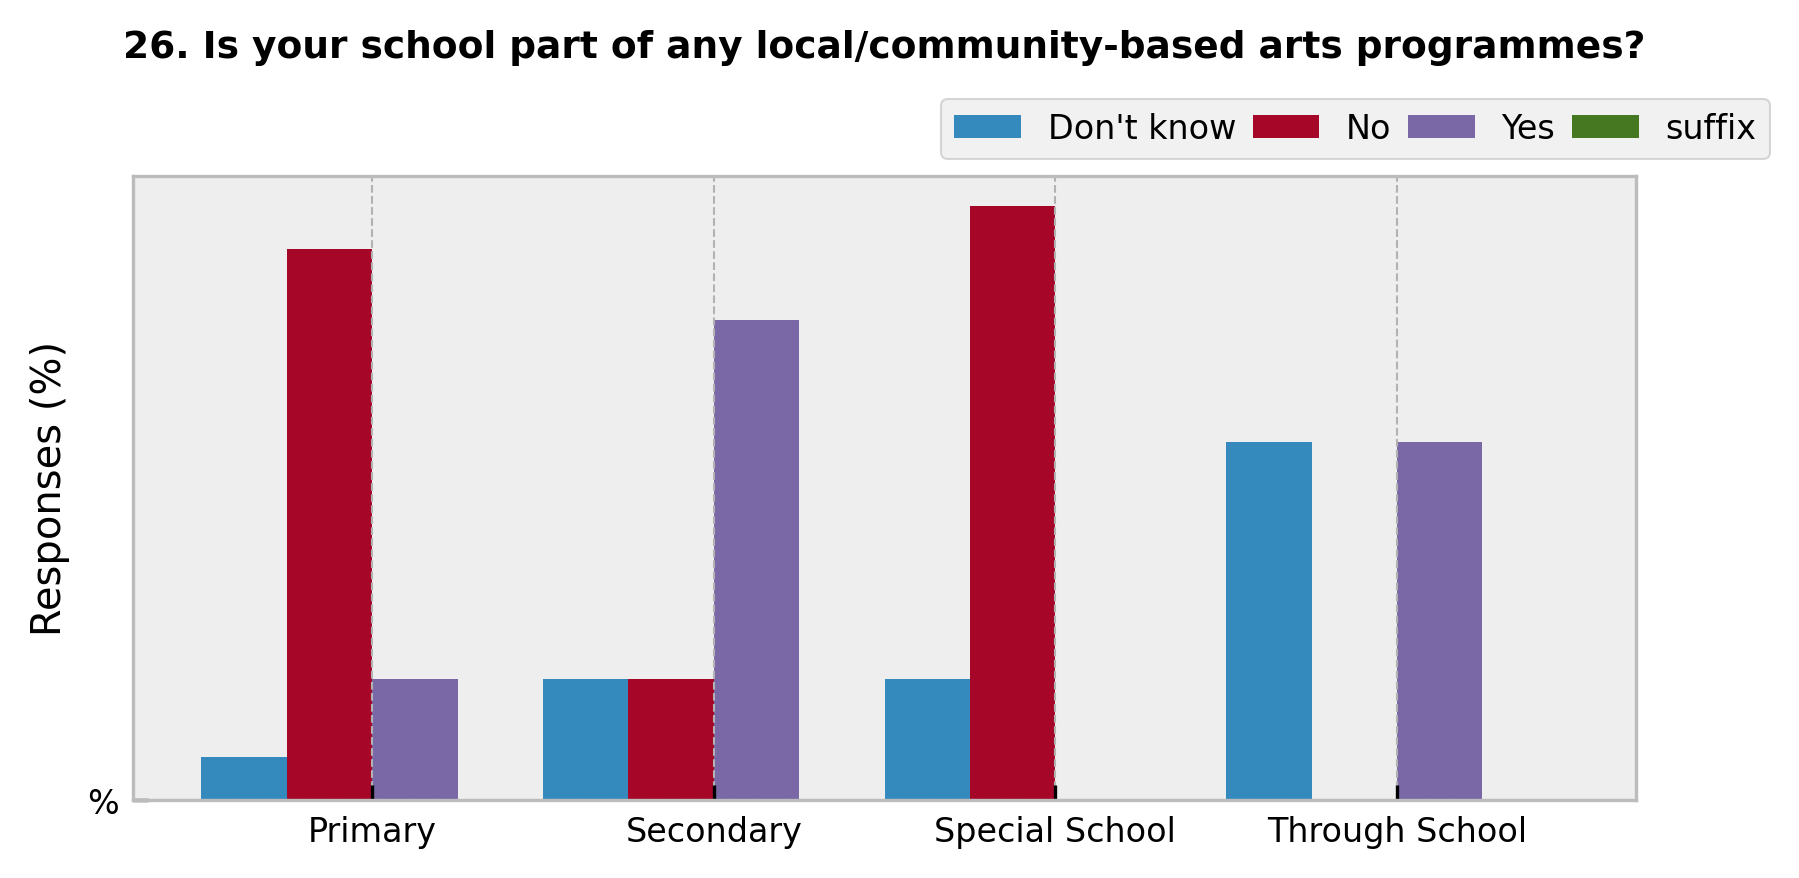 26. Is your school part of any local/community-based arts programmes?
Don't know No Yes suffix
Responses (%)
%
Primary Secondary Special School Through School